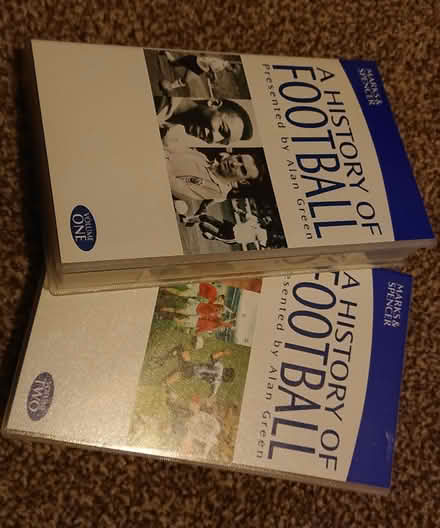 MARKS &
SPENCER
A HISTORY OF
FOOTBALL
Presented by Alan Green
VOLUME
ONE
MARKS &
SPENCER
A HISTORY OF
FOOTBALL
Presented by Alan Green
VOLUME
TWO